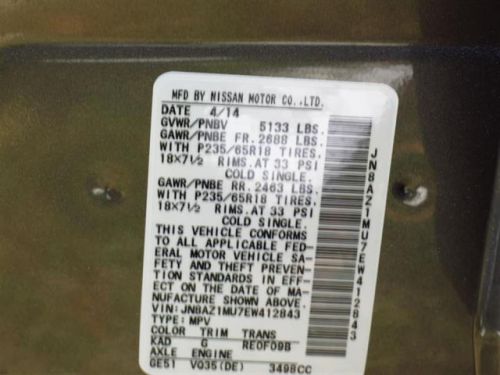 MFD BY NISSAN MOTOR CO.,LTD.
DATE 4/14
GVWR/PNBV 5133 LBS.
GAWR/PNBE FR. 2688 LBS.
WITH P235/65R18 TIRES.
18×7½ RIMS. AT 33 PSI
COLD SINGLE.
GAWR/PNBE RR. 2463 LBS.
WITH P235/65R18 TIRES.
18×7½ RIMS. AT 33 PSI
COLD SINGLE.
THIS VEHICLE CONFORMS
TO ALL APPLICABLE FED-
ERAL MOTOR VEHICLE SA-
FETY AND THEFT PREVEN-
TION STANDARDS IN EFF-
ECT ON THE DATE OF MA-
NUFACTURE SHOWN ABOVE.
VIN: JN8AZ1MU7EW412843
TYPE: MPV
COLOR TRIM TRANS
KAD G RE0F09B
AXLE ENGINE
GE51 VQ35(DE) 3498CC
JN8AZ1MU7EW412843